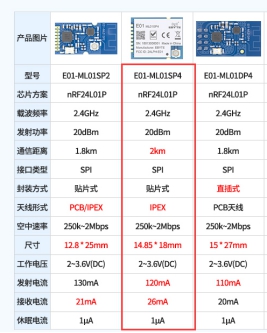 产品图片
型号 E01-ML01SP2 E01-ML01SP4 E01-ML01DP4
芯片方案 nRF24L01P nRF24L01P nRF24L01P
载波频率 2.4GHz 2.4GHz 2.4GHz
发射功率 20dBm 20dBm 20dBm
通信距离 1.8km 2km 1.8km
接口类型 SPI SPI SPI
封装方式 贴片式 贴片式 直插式
天线形式 PCB/IPEX IPEX PCB天线
空中速率 250k~2Mbps 250k~2Mbps 250k~2Mbps
尺寸 12.8 * 25mm 14.85 * 18mm 15 * 27mm
工作电压 2~3.6V(DC) 2~3.6V(DC) 2~3.6V(DC)
发射电流 130mA 120mA 110mA
接收电流 21mA 26mA 20mA
休眠电流 1μA 1μA 1μA